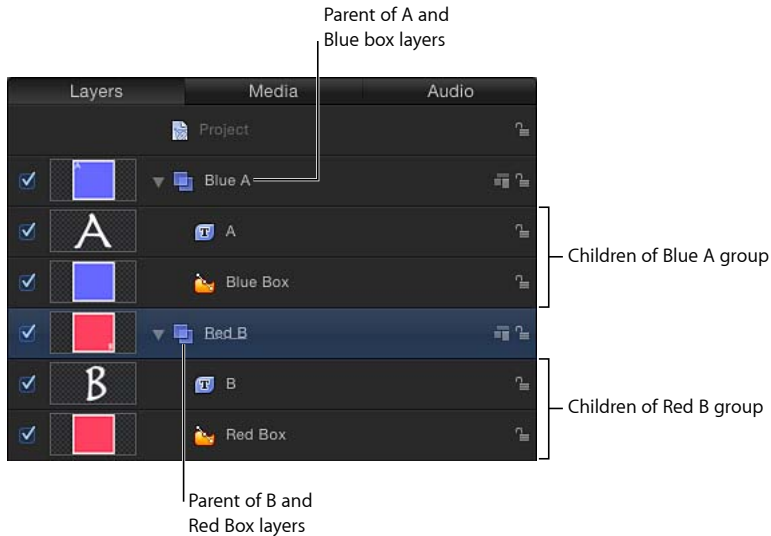 Parent of A and
Blue box layers
Layers Media Audio
Project
Blue A
A
A
Children of Blue A group
Blue Box
Red B
B
B
Children of Red B group
Red Box
Parent of B and
Red Box layers